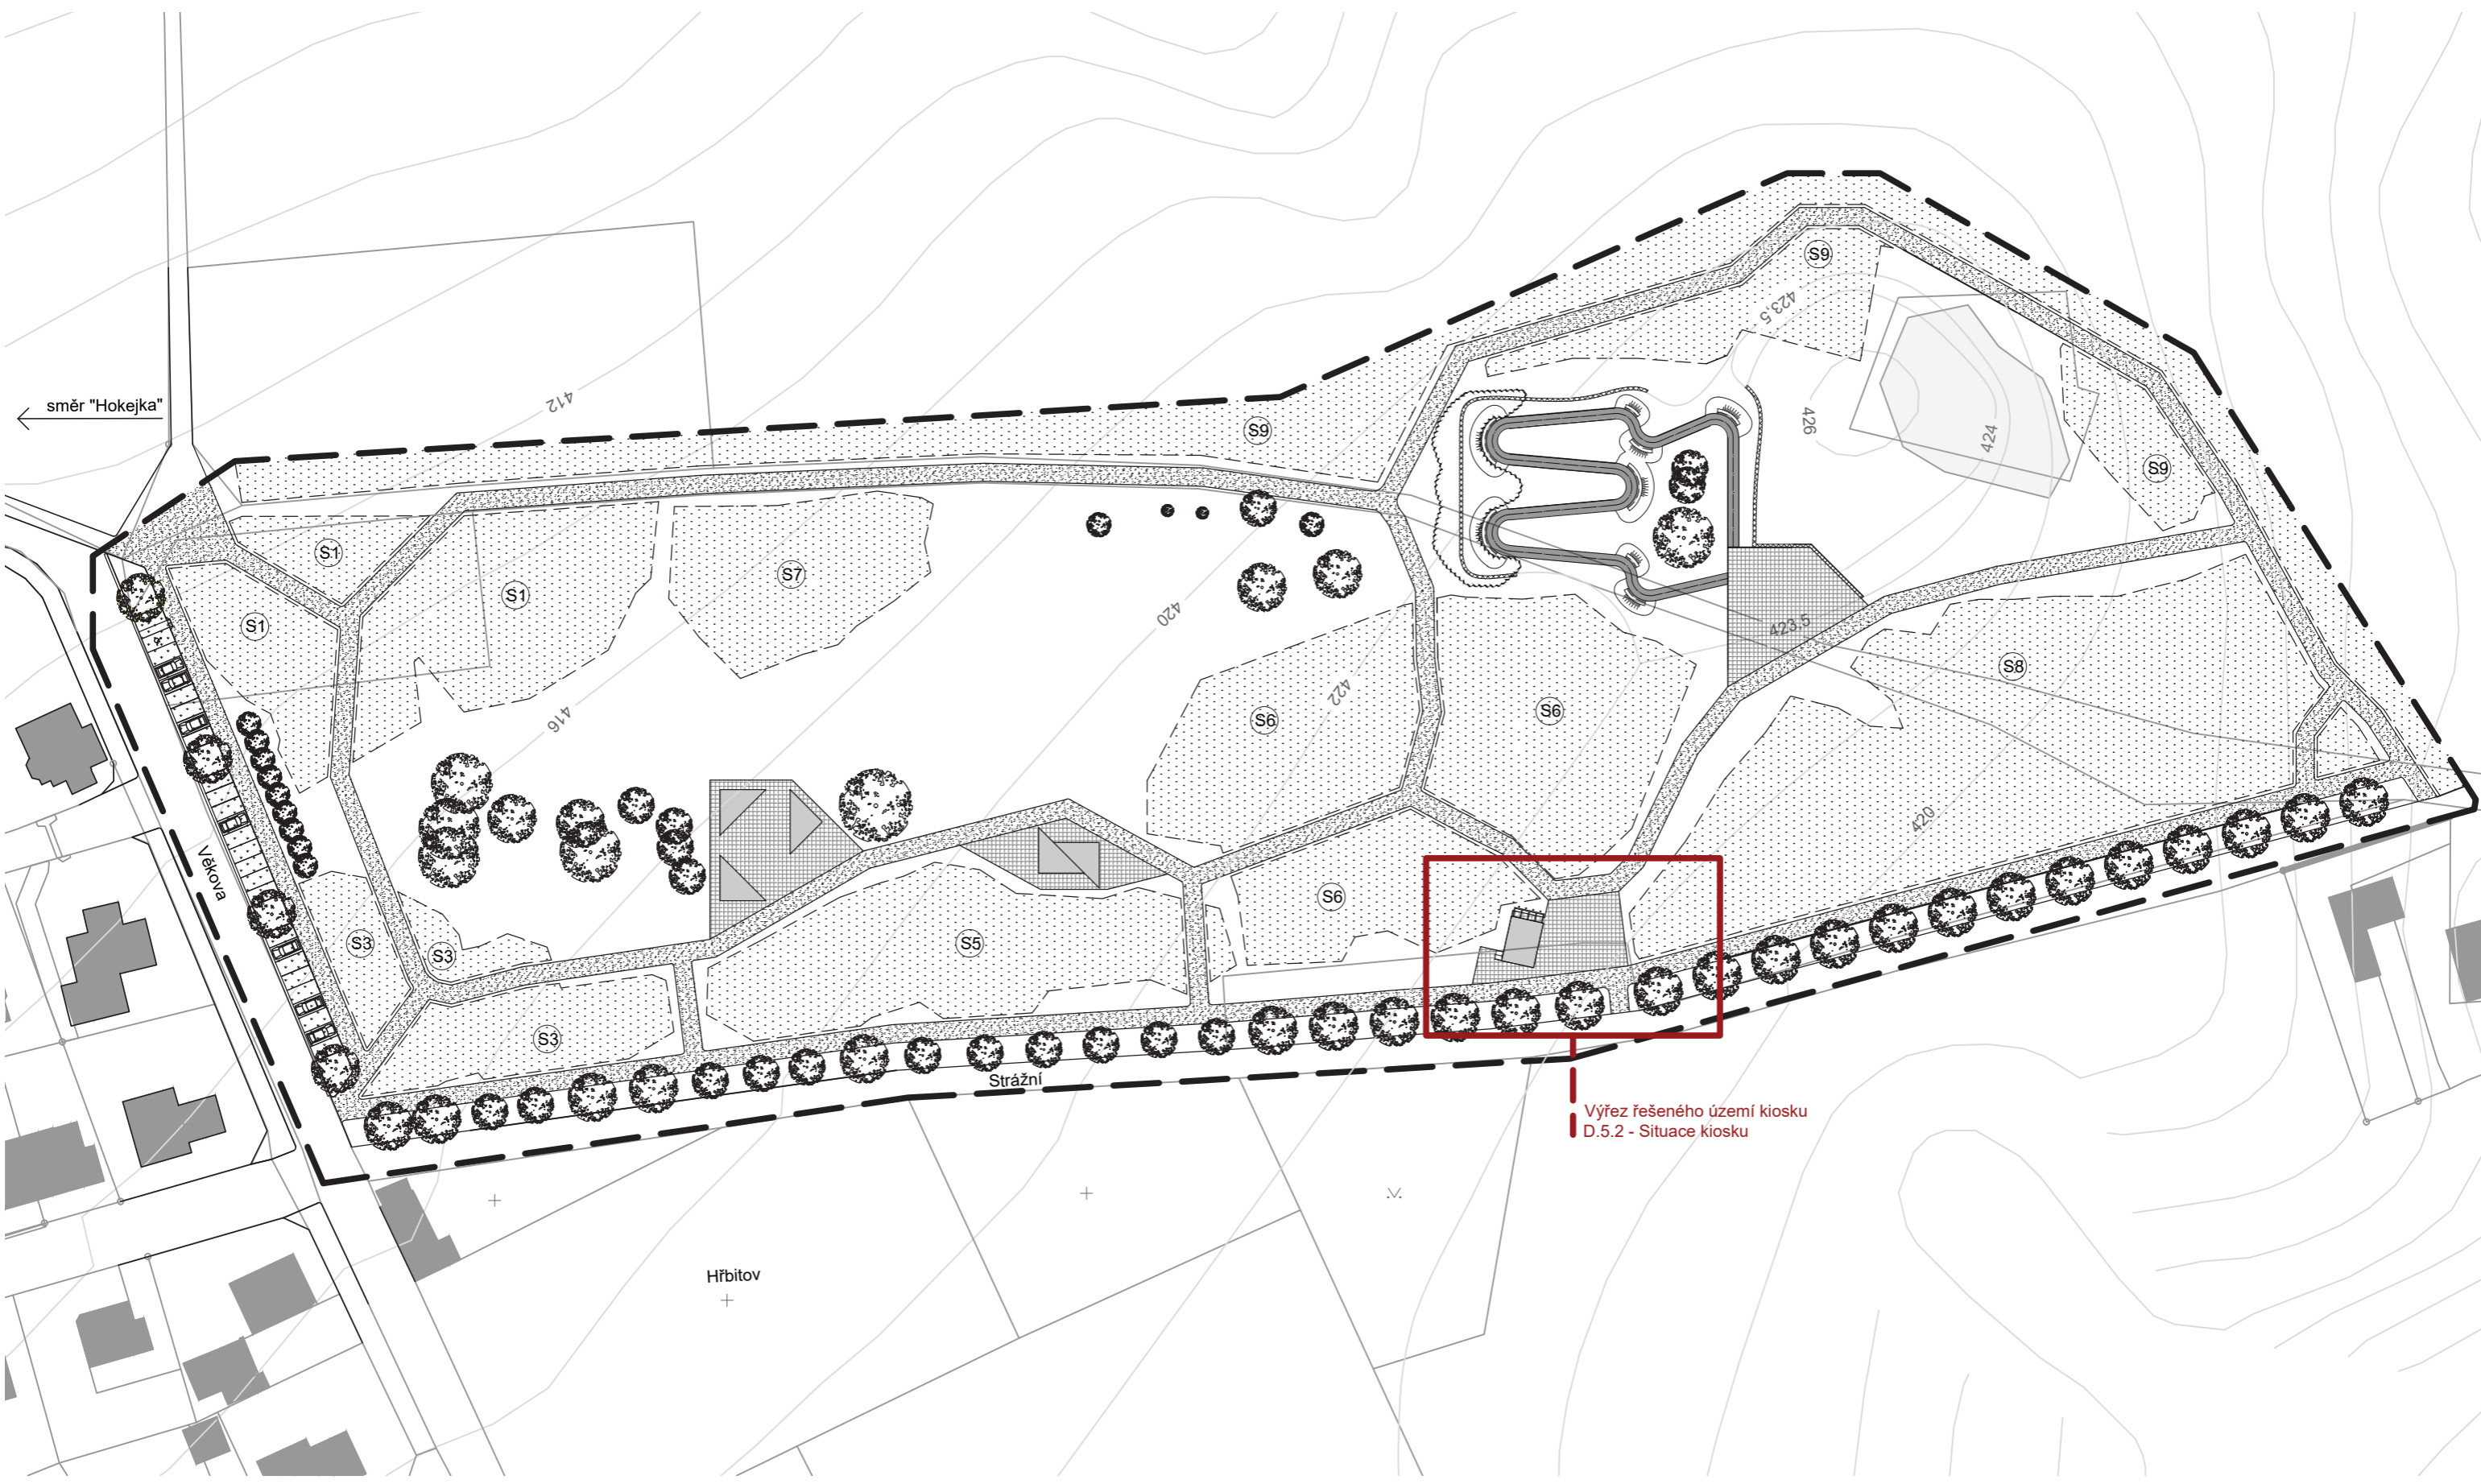 S9
423,5
směr "Hokejka"
412
S9
426
424
S9
S1
S7
S1
S1
420
423.5
S8
422
S6
S6
416
420
Věkova
S6
S3
S3
S5
S3
Strážní
Výřez řešeného území kiosku
D.5.2 - Situace kiosku
Hřbitov